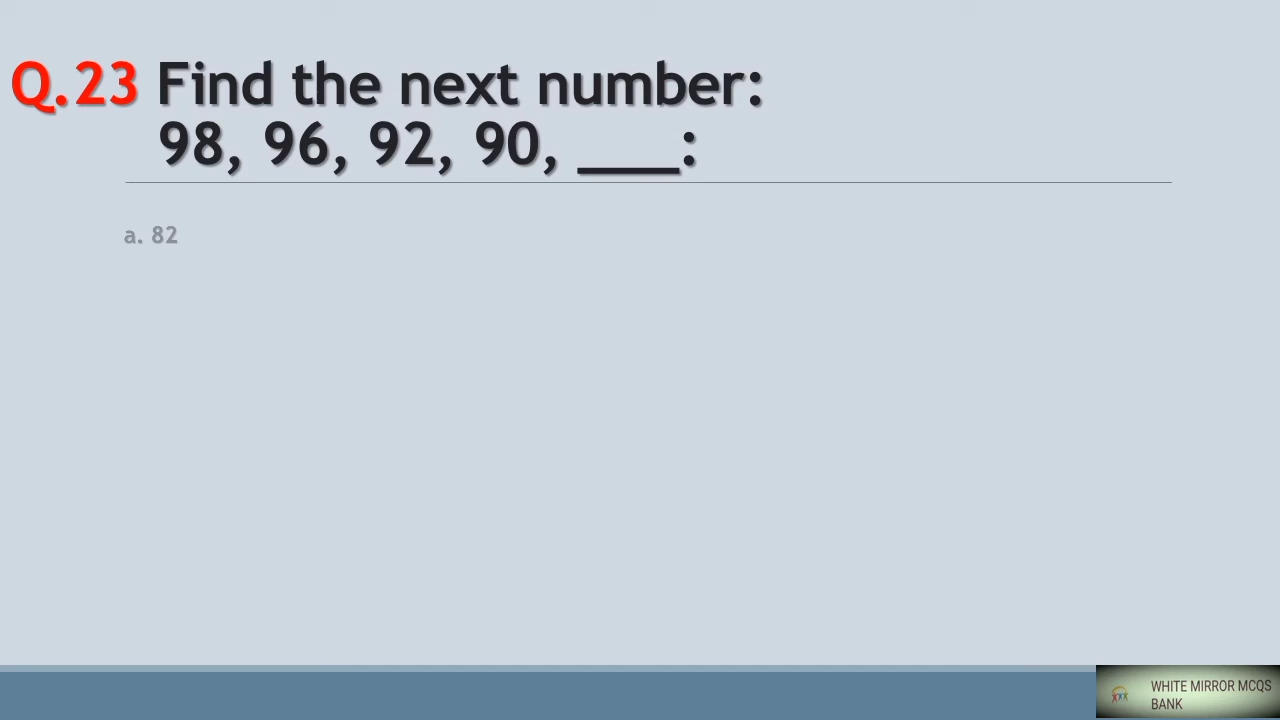 Q.23 Find the next number:
98, 96, 92, 90, ____:
a. 82
WHITE MIRROR MCQS
BANK